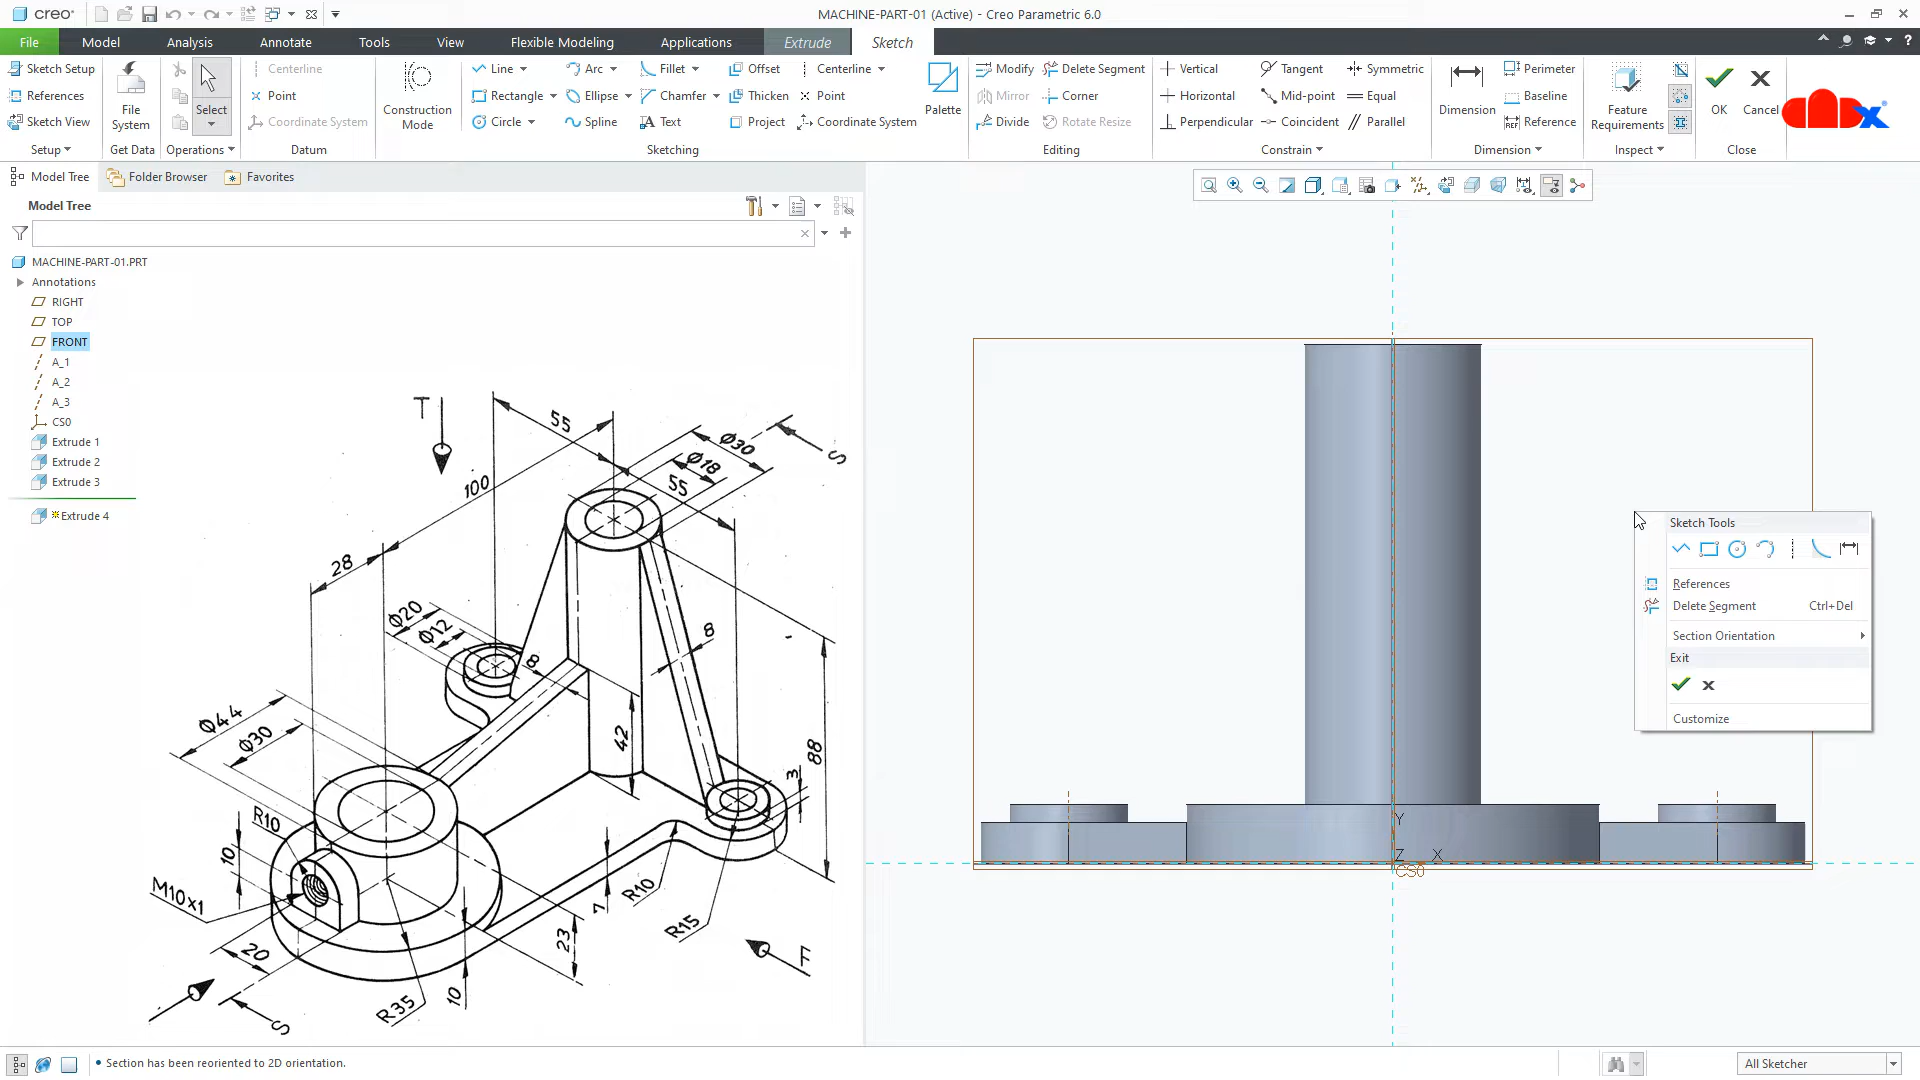 creo®
MACHINE-PART-01 (Active) - Creo Parametric 6.0
File Model Analysis Annotate Tools View Flexible Modeling Applications Extrude Sketch
Sketch Setup
References
Sketch View
Setup
File System
Get Data
Select
Operations
Centerline
Point
Coordinate System
Datum
Construction Mode
Line Arc Fillet Offset Centerline
Rectangle Ellipse Chamfer Thicken Point
Circle Spline Text Project Coordinate System
Palette
Sketching
Modify Delete Segment
Mirror Corner
Divide Rotate Resize
Editing
Vertical Tangent Symmetric
Horizontal Mid-point Equal
Perpendicular Coincident Parallel
Constrain
Dimension
Perimeter
Baseline
Reference
Dimension
Feature Requirements
Inspect
OK Cancel
Close
Model Tree Folder Browser Favorites
Model Tree
MACHINE-PART-01.PRT
Annotations
RIGHT
TOP
FRONT
A_1
A_2
A_3
CS0
Extrude 1
Extrude 2
Extrude 3
Extrude 4
T
55
Ø30
S
100
Ø18
55
28
Ø20
Ø12
8
8
Ø44
Ø30
42
88
3
R10
10
M10x1
R10
7
R15
20
23
F
R35
10
S
Y
Z X
CS0
Sketch Tools
References
Delete Segment Ctrl+Del
Section Orientation
Exit
Customize
Section has been reoriented to 2D orientation.
All Sketcher